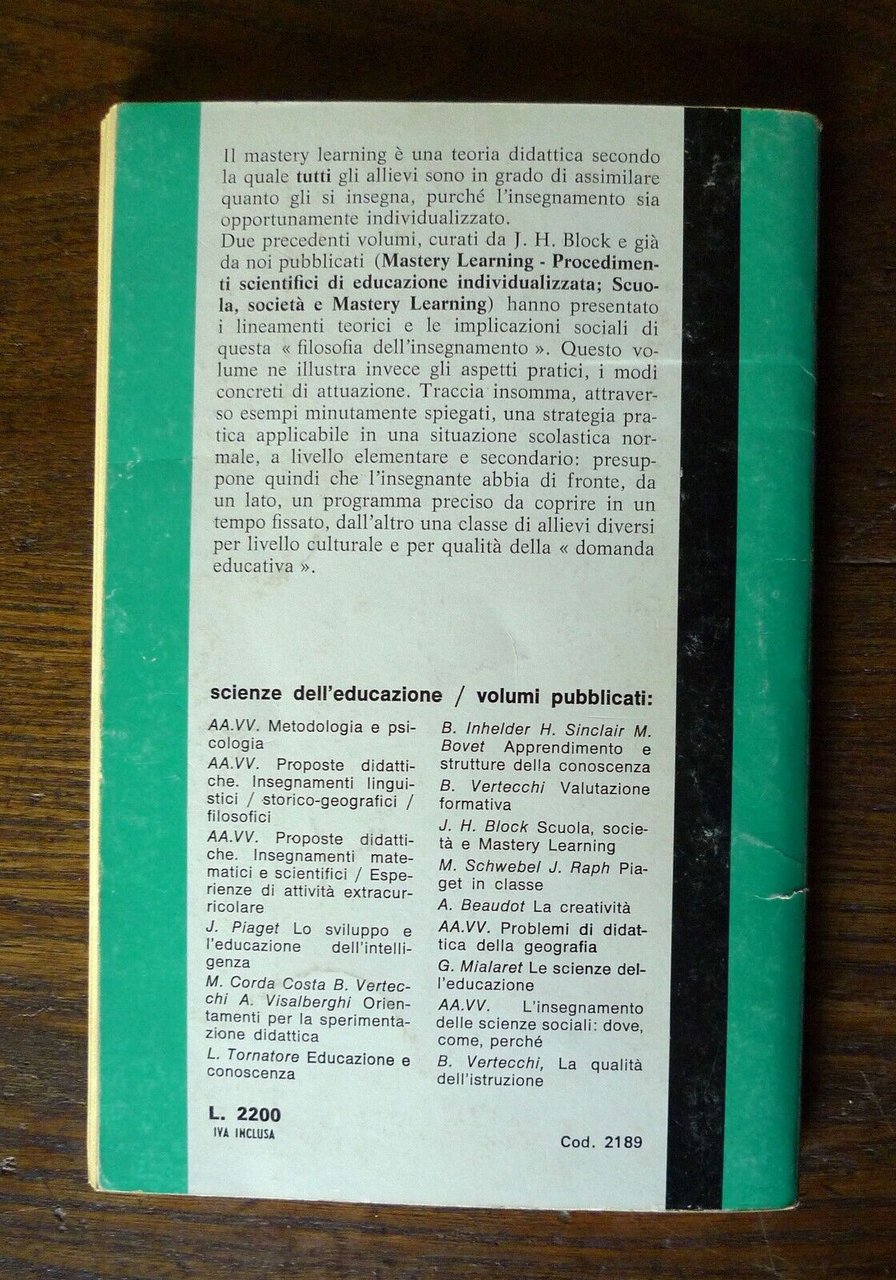 Il mastery learning è una teoria didattica secondo
la quale tutti gli allievi sono in grado di assimilare
quanto gli si insegna, purché l'insegnamento sia
opportunamente individualizzato.
Due precedenti volumi, curati da J. H. Block e già
da noi pubblicati (Mastery Learning - Procedimen-
ti scientifici di educazione individualizzata; Scuo-
la, società e Mastery Learning) hanno presentato
i lineamenti teorici e le implicazioni sociali di
questa « filosofia dell'insegnamento ». Questo vo-
lume ne illustra invece gli aspetti pratici, i modi
concreti di attuazione. Traccia insomma, attraver-
so esempi minutamente spiegati, una strategia pra-
tica applicabile in una situazione scolastica nor-
male, a livello elementare e secondario: presup-
pone quindi che l'insegnante abbia di fronte, da
un lato, un programma preciso da coprire in un
tempo fissato, dall'altro una classe di allievi diversi
per livello culturale e per qualità della « domanda
educativa ».
scienze dell'educazione / volumi pubblicati:
AA.VV. Metodologia e psi-
cologia
AA.VV. Proposte didatti-
che. Insegnamenti lingui-
stici / storico-geografici /
filosofici
AA.VV. Proposte didatti-
che. Insegnamenti mate-
matici e scientifici / Espe-
rienze di attività extracur-
ricolare
J. Piaget Lo sviluppo e
l'educazione dell'intelli-
genza
M. Corda Costa B. Vertec-
chi A. Visalberghi Orien-
tamenti per la sperimenta-
zione didattica
L. Tornatore Educazione e
conoscenza
B. Inhelder H. Sinclair M.
Bovet Apprendimento e
strutture della conoscenza
B. Vertecchi Valutazione
formativa
J. H. Block Scuola, socie-
tà e Mastery Learning
M. Schwebel J. Raph Pia-
get in classe
A. Beaudot La creatività
AA.VV. Problemi di didat-
tica della geografia
G. Mialaret Le scienze del-
l'educazione
AA.VV. L'insegnamento
delle scienze sociali: dove,
come, perché
B. Vertecchi, La qualità
dell'istruzione
L. 2200
IVA INCLUSA
Cod. 2189